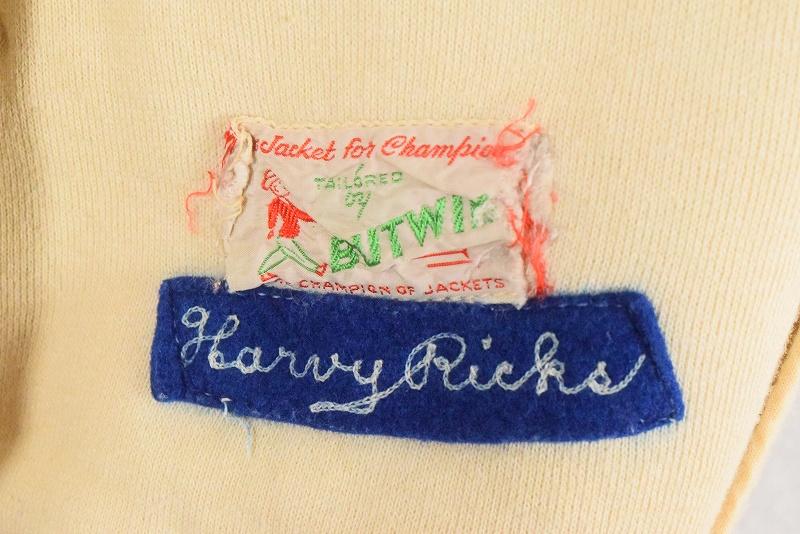 Jacket for Champion
TAILORED
by
BUTWIN
CHAMPION OF JACKETS
Harvy Ricks